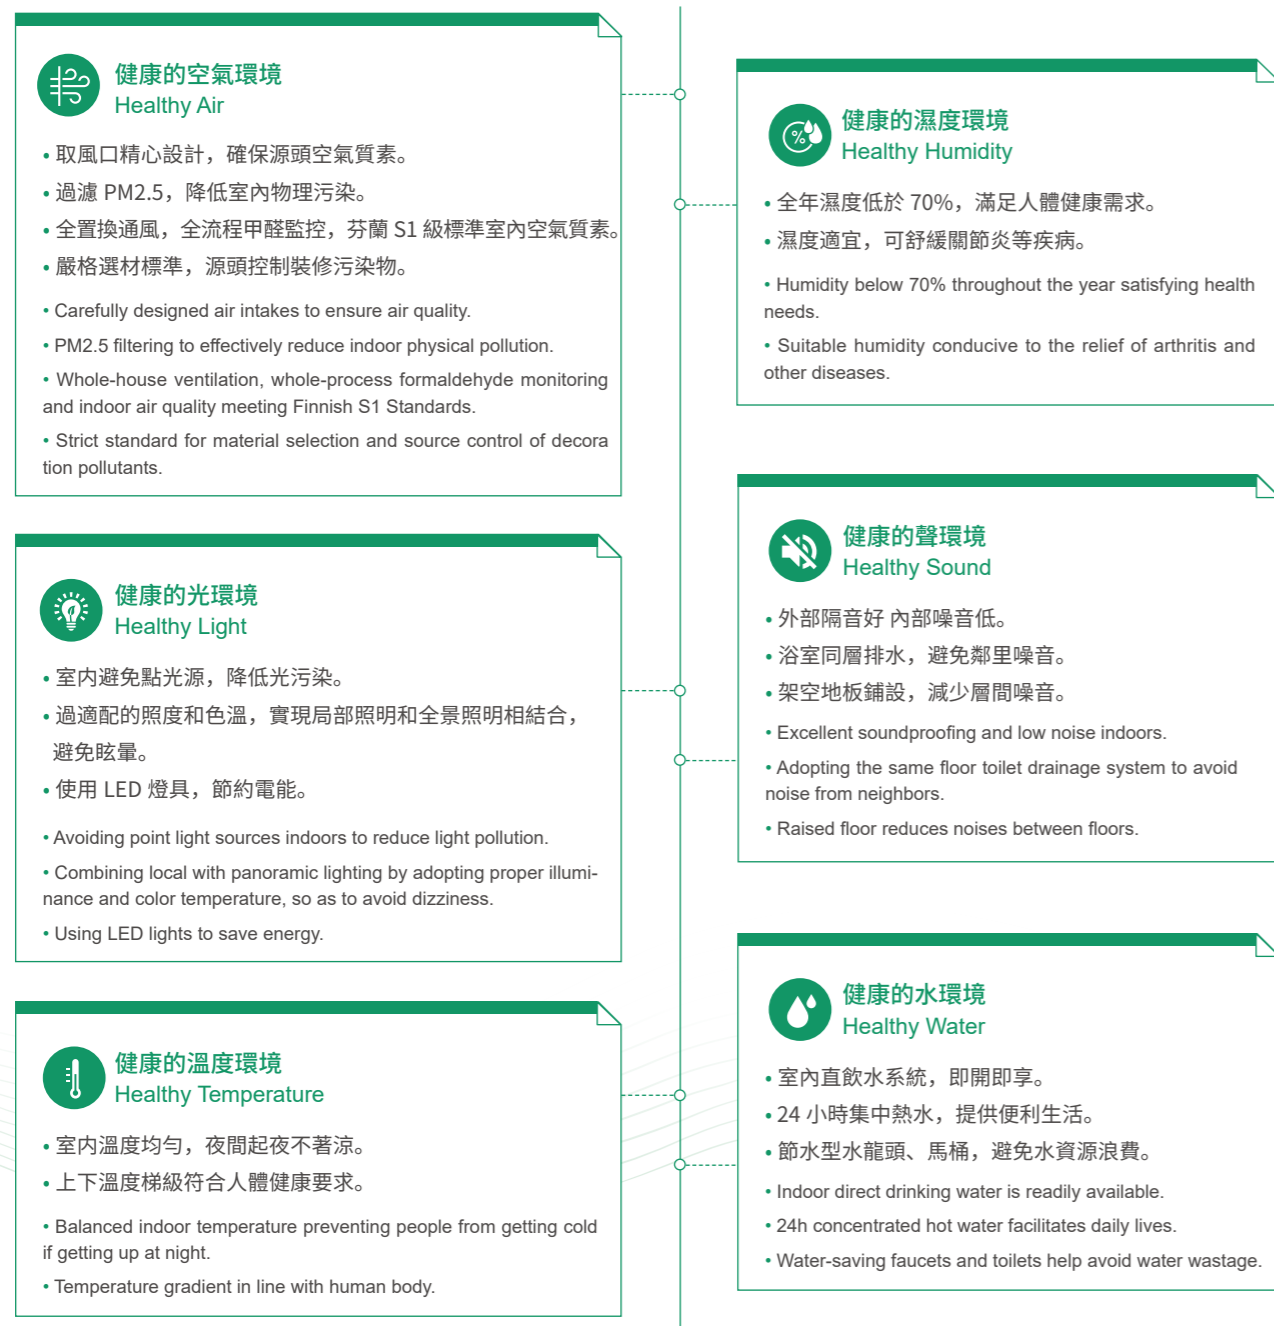 健康的空氣環境
Healthy Air
• 取風口精心設計，確保源頭空氣質素。
• 過濾 PM2.5，降低室內物理污染。
• 全置換通風，全流程甲醛監控，芬蘭 S1 級標準室內空氣質素。
• 嚴格選材標準，源頭控制裝修污染物。
• Carefully designed air intakes to ensure air quality.
• PM2.5 filtering to effectively reduce indoor physical pollution.
• Whole-house ventilation, whole-process formaldehyde monitoring
and indoor air quality meeting Finnish S1 Standards.
• Strict standard for material selection and source control of decora
tion pollutants.
健康的濕度環境
Healthy Humidity
• 全年濕度低於 70%，滿足人體健康需求。
• 濕度適宜，可舒緩關節炎等疾病。
• Humidity below 70% throughout the year satisfying health
needs.
• Suitable humidity conducive to the relief of arthritis and
other diseases.
健康的光環境
Healthy Light
• 室內避免點光源，降低光污染。
• 過適配的照度和色溫，實現局部照明和全景照明相結合，
避免眩暈。
• 使用 LED 燈具，節約電能。
• Avoiding point light sources indoors to reduce light pollution.
• Combining local with panoramic lighting by adopting proper illumi-
nance and color temperature, so as to avoid dizziness.
• Using LED lights to save energy.
健康的聲環境
Healthy Sound
• 外部隔音好 內部噪音低。
• 浴室同層排水，避免鄰里噪音。
• 架空地板鋪設，減少層間噪音。
• Excellent soundproofing and low noise indoors.
• Adopting the same floor toilet drainage system to avoid
noise from neighbors.
• Raised floor reduces noises between floors.
健康的溫度環境
Healthy Temperature
• 室內溫度均勻，夜間起夜不著涼。
• 上下溫度梯級符合人體健康要求。
• Balanced indoor temperature preventing people from getting cold
if getting up at night.
• Temperature gradient in line with human body.
健康的水環境
Healthy Water
• 室內直飲水系統，即開即享。
• 24 小時集中熱水，提供便利生活。
• 節水型水龍頭、馬桶，避免水資源浪費。
• Indoor direct drinking water is readily available.
• 24h concentrated hot water facilitates daily lives.
• Water-saving faucets and toilets help avoid water wastage.